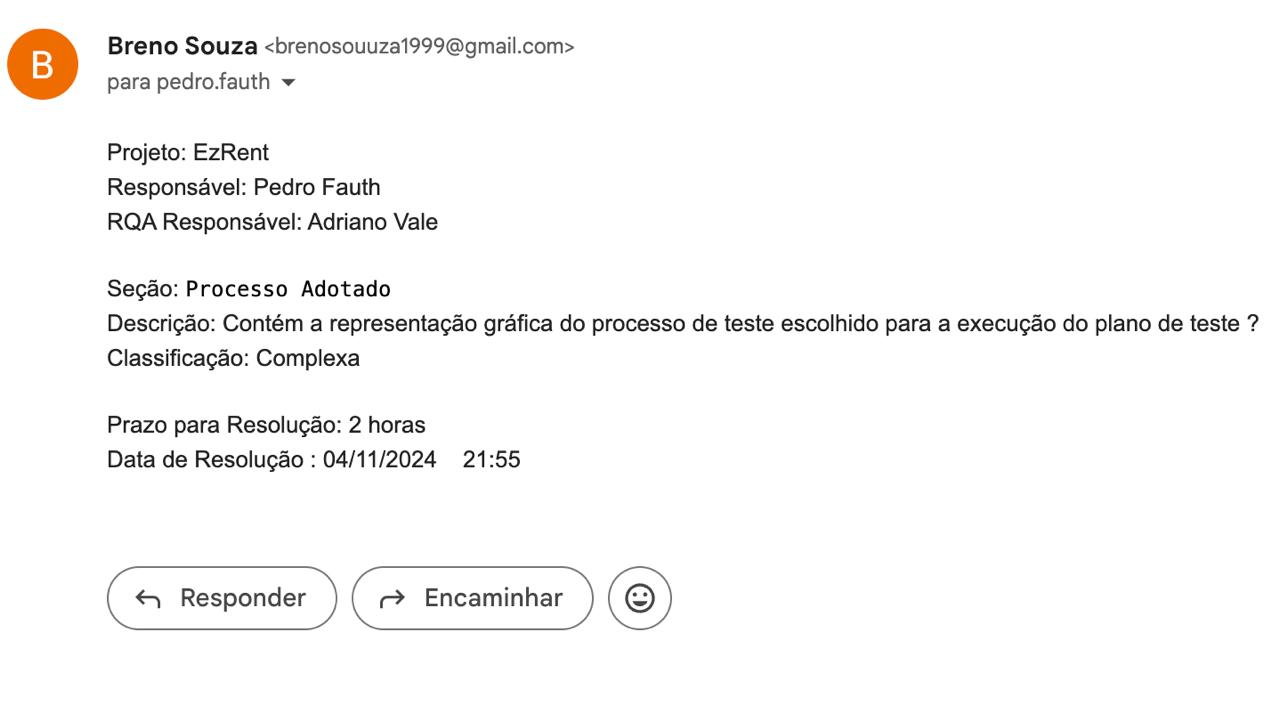 B
Breno Souza <brenosouuza1999@gmail.com>
para pedro.fauth
Projeto: EzRent
Responsável: Pedro Fauth
RQA Responsável: Adriano Vale
Seção: Processo Adotado
Descrição: Contém a representação gráfica do processo de teste escolhido para a execução do plano de teste ?
Classificação: Complexa
Prazo para Resolução: 2 horas
Data de Resolução : 04/11/2024 21:55
Responder Encaminhar